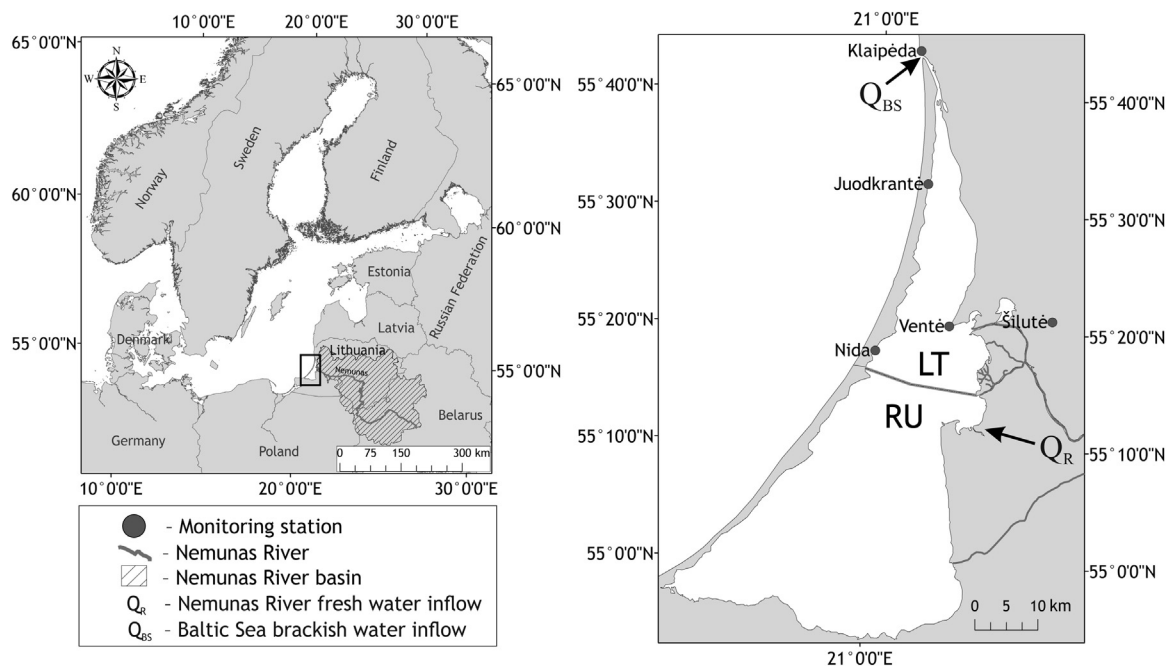 10°0'0"E 20°0'0"E 30°0'0"E
65°0'0"N
N
W E
S
65°0'0"N
60°0'0"N
60°0'0"N
55°0'0"N
55°0'0"N
Norway
Sweden
Finland
Estonia
Russian Federation
Latvia
Denmark
Lithuania
Nemunas
Belarus
Germany
Poland
0 75 150 300 km
10°0'0"E 20°0'0"E 30°0'0"E
- Monitoring station
- Nemunas River
- Nemunas River basin
QR - Nemunas River fresh water inflow
QBS - Baltic Sea brackish water inflow
21°0'0"E
Klaipėda
QBS
55°40'0"N
55°40'0"N
Juodkrantė
55°30'0"N
55°30'0"N
55°20'0"N
Ventė
Šilutė
55°20'0"N
Nida
LT
RU
55°10'0"N
QR
55°10'0"N
55°0'0"N
55°0'0"N
0 5 10 km
21°0'0"E